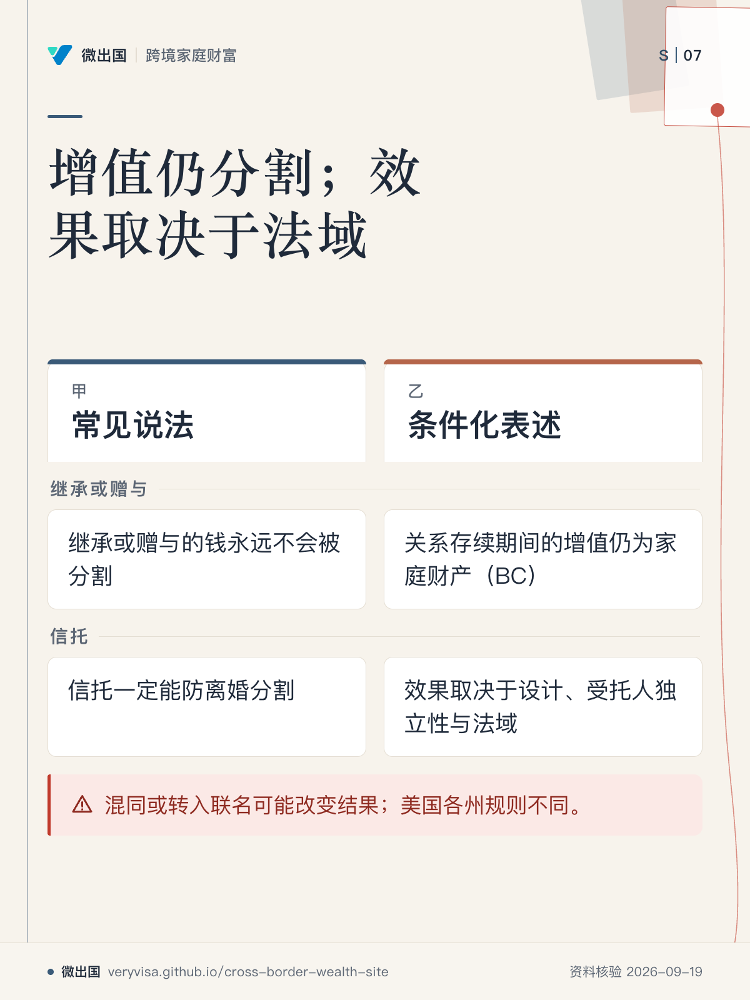 微出国 跨境家庭财富
S 07
增值仍分割；效
果取决于法域
甲
常见说法
乙
条件化表述
继承或赠与
继承或赠与的钱永远不会被
分割
关系存续期间的增值仍为家
庭财产（BC）
信托
信托一定能防离婚分割
效果取决于设计、受托人独
立性与法域
混同或转入联名可能改变结果；美国各州规则不同。
微出国 veryvisa.github.io/cross-border-wealth-site
资料核验 2026-09-19